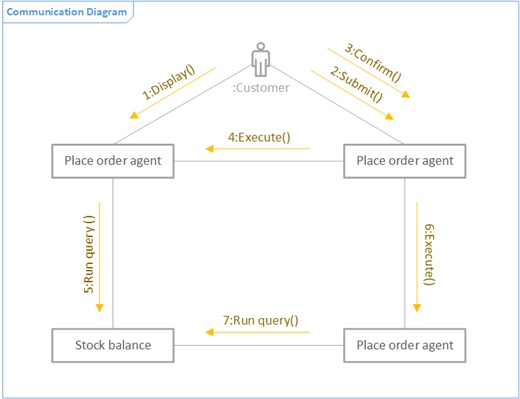 Communication Diagram
3:Confirm()
2:Submit()
1:Display()
:Customer
4:Execute()
Place order agent
Place order agent
5:Run query ()
6:Execute()
7:Run query()
Stock balance
Place order agent